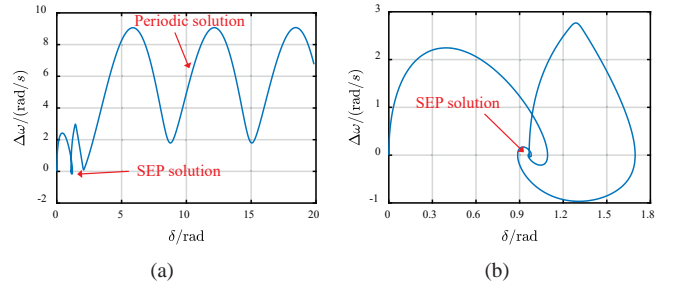 10
8
6
4
2
0
-2
Δω/(rad/s)
Periodic solution
SEP solution
0
5
10
15
20
δ/rad
(a)
3
2
1
0
-1
Δω/(rad/s)
SEP solution
0
0.3
0.6
0.9
1.2
1.5
1.8
δ/rad
(b)